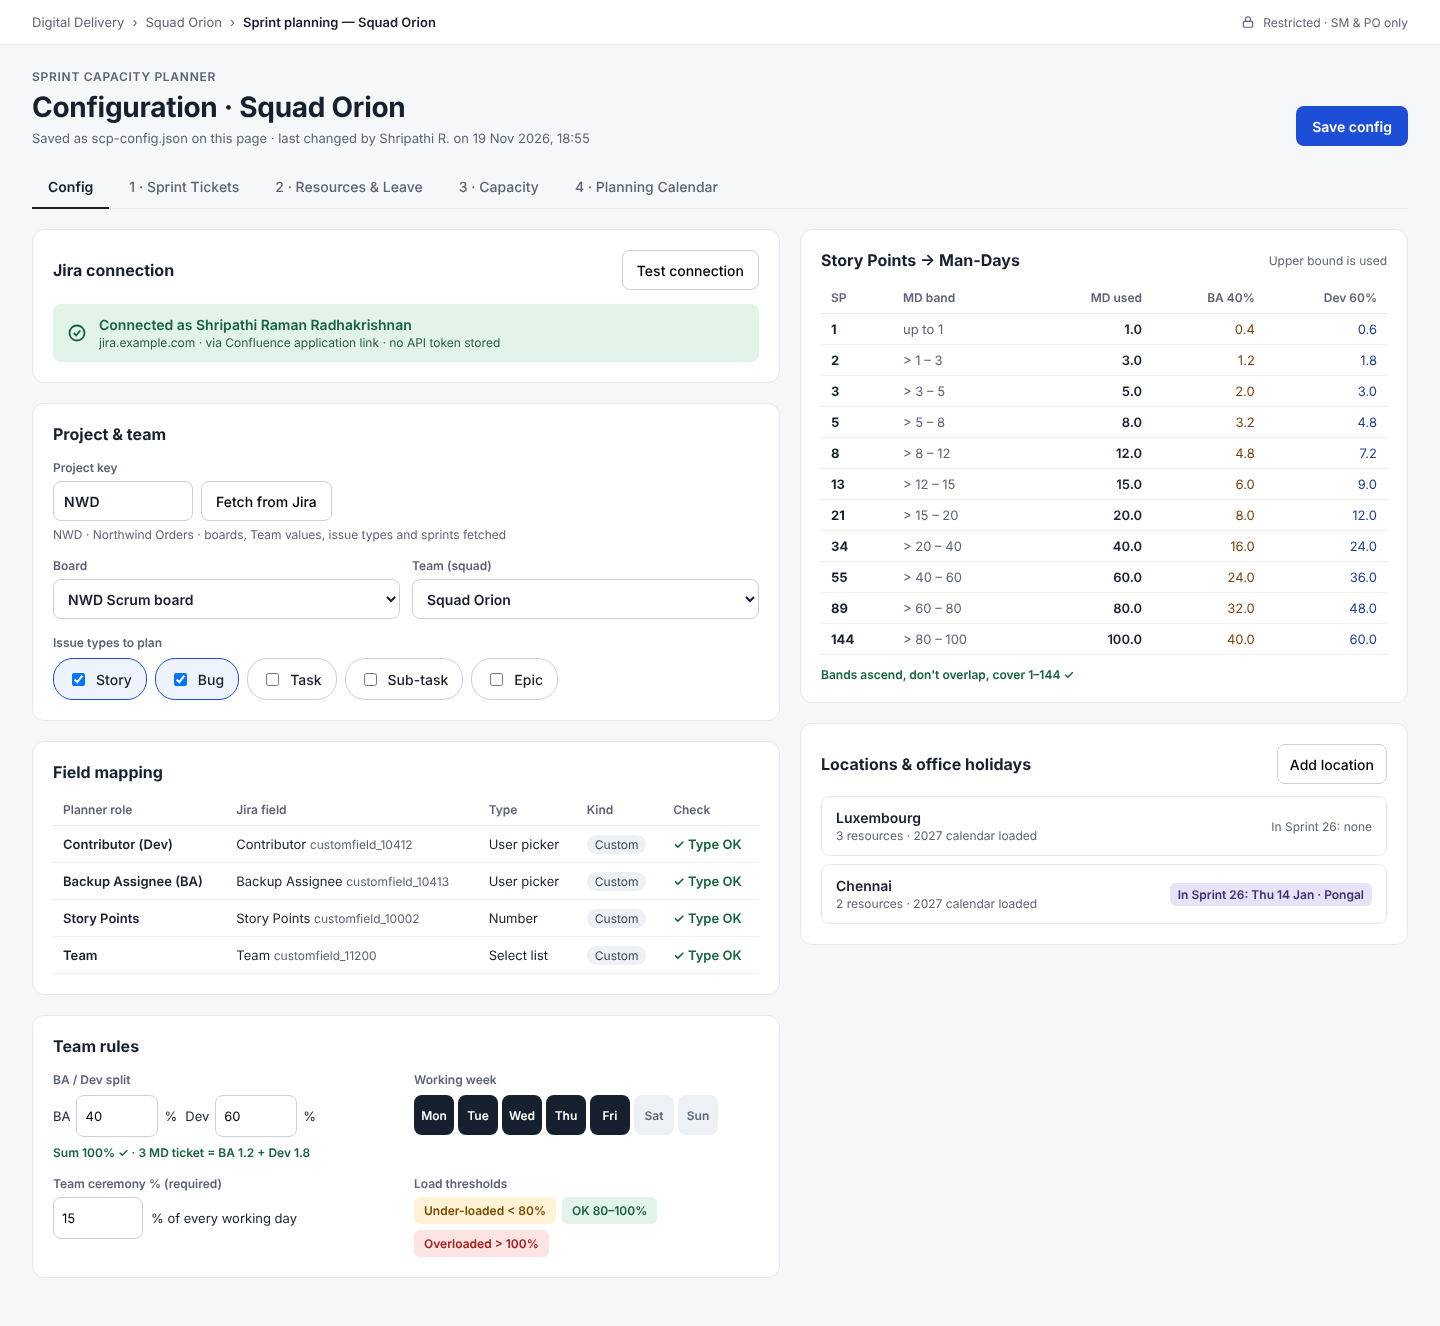 Digital Delivery › Squad Orion › Sprint planning — Squad Orion
Restricted · SM & PO only
SPRINT CAPACITY PLANNER
Configuration · Squad Orion
Saved as scp-config.json on this page · last changed by Shripathi R. on 19 Nov 2026, 18:55
Save config
Config 1 · Sprint Tickets 2 · Resources & Leave 3 · Capacity 4 · Planning Calendar
Jira connection
Test connection
Connected as Shripathi Raman Radhakrishnan
jira.example.com · via Confluence application link · no API token stored
Project & team
Project key
NWD Fetch from Jira
NWD · Northwind Orders · boards, Team values, issue types and sprints fetched
Board Team (squad)
NWD Scrum board Squad Orion
Issue types to plan
Story Bug Task Sub-task Epic
Field mapping
Planner role Jira field Type Kind Check
Contributor (Dev) Contributor customfield_10412 User picker Custom ✓ Type OK
Backup Assignee (BA) Backup Assignee customfield_10413 User picker Custom ✓ Type OK
Story Points Story Points customfield_10002 Number Custom ✓ Type OK
Team Team customfield_11200 Select list Custom ✓ Type OK
Team rules
BA / Dev split
BA 40 % Dev 60 %
Sum 100% ✓ · 3 MD ticket = BA 1.2 + Dev 1.8
Working week
Mon Tue Wed Thu Fri Sat Sun
Team ceremony % (required)
15 % of every working day
Load thresholds
Under-loaded < 80% OK 80–100%
Overloaded > 100%
Story Points → Man-Days
Upper bound is used
SP MD band MD used BA 40% Dev 60%
1 up to 1 1.0 0.4 0.6
2 > 1 – 3 3.0 1.2 1.8
3 > 3 – 5 5.0 2.0 3.0
5 > 5 – 8 8.0 3.2 4.8
8 > 8 – 12 12.0 4.8 7.2
13 > 12 – 15 15.0 6.0 9.0
21 > 15 – 20 20.0 8.0 12.0
34 > 20 – 40 40.0 16.0 24.0
55 > 40 – 60 60.0 24.0 36.0
89 > 60 – 80 80.0 32.0 48.0
144 > 80 – 100 100.0 40.0 60.0
Bands ascend, don't overlap, cover 1–144 ✓
Locations & office holidays
Add location
Luxembourg
3 resources · 2027 calendar loaded
In Sprint 26: none
Chennai
2 resources · 2027 calendar loaded
In Sprint 26: Thu 14 Jan · Pongal